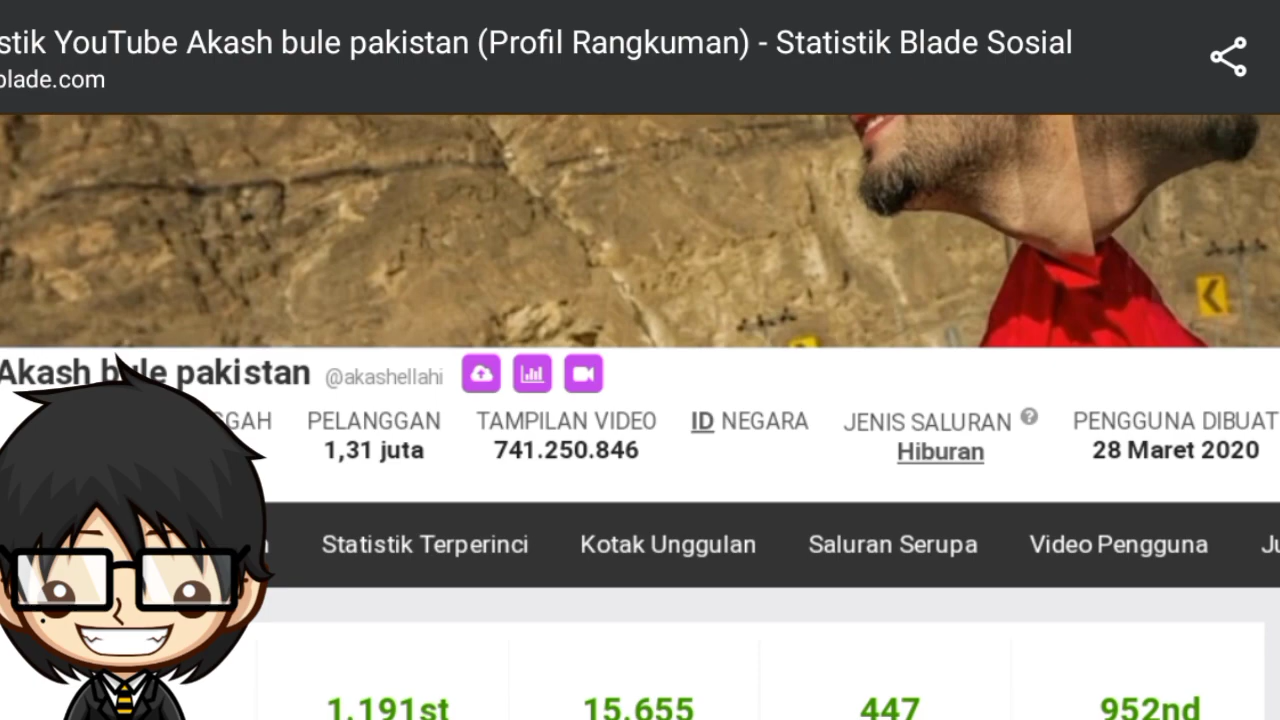 stik YouTube Akash bule pakistan (Profil Rangkuman) - Statistik Blade Sosial
blade.com
Akash bule pakistan @akashellahi
GGAH PELANGGAN TAMPILAN VIDEO ID NEGARA JENIS SALURAN ? PENGGUNA DIBUAT
1,31 juta 741.250.846 Hiburan 28 Maret 2020
Statistik Terperinci Kotak Unggulan Saluran Serupa Video Pengguna
1.191st 15.655 447 952nd